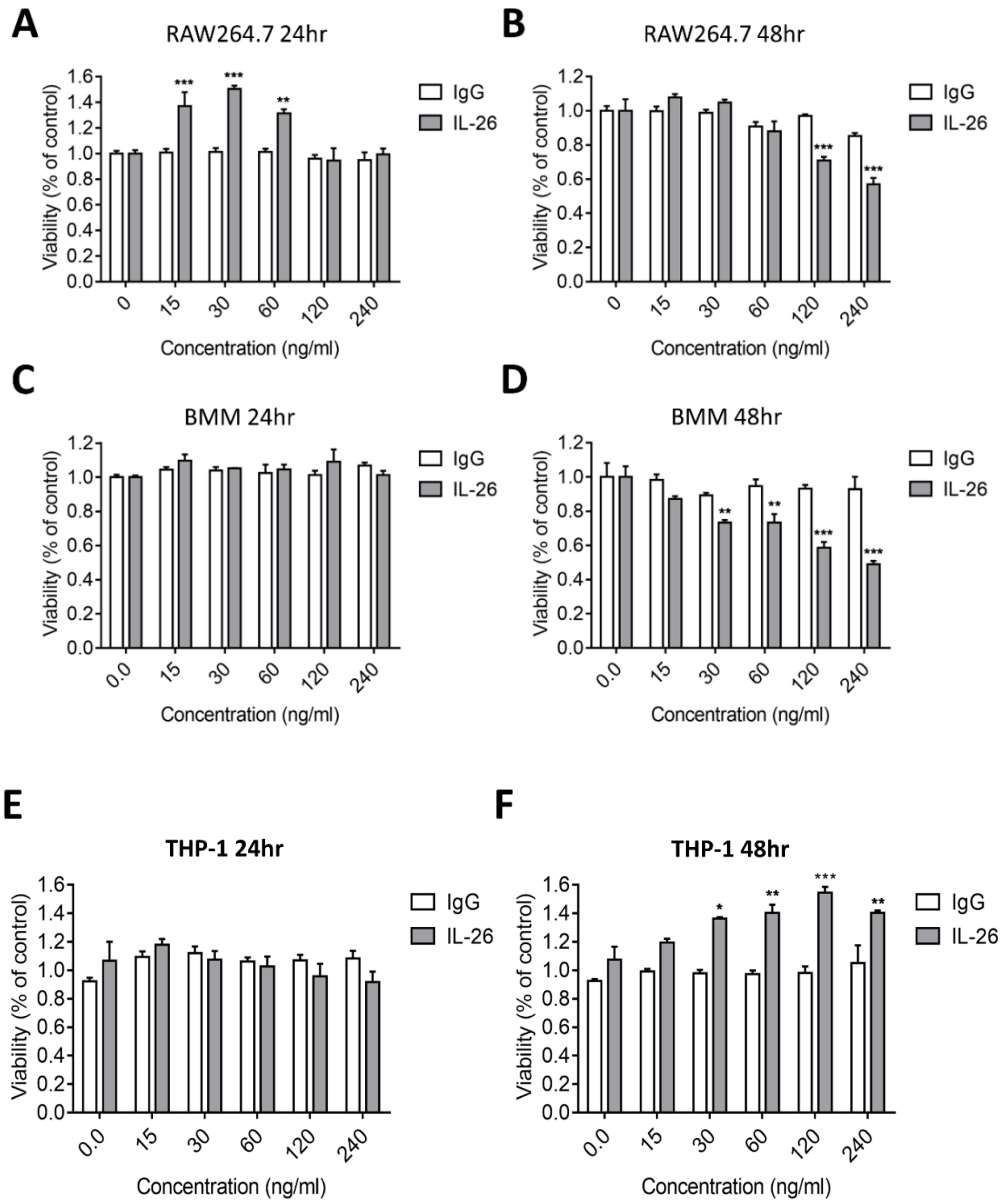 A
RAW264.7 24hr
Viability (% of control)
1.6
1.4
1.2
1.0
0.8
0.6
0.4
0.2
0.0
***
***
**
IgG
IL-26
0
15
30
60
120
240
Concentration (ng/ml)
B
RAW264.7 48hr
Viability (% of control)
1.2
1.0
0.8
0.6
0.4
0.2
0.0
***
***
IgG
IL-26
0
15
30
60
120
240
Concentration (ng/ml)
C
BMM 24hr
Viability (% of control)
1.2
1.0
0.8
0.6
0.4
0.2
0.0
IgG
IL-26
0.0
15
30
60
120
240
Concentration (ng/ml)
D
BMM 48hr
Viability (% of control)
1.2
1.0
0.8
0.6
0.4
0.2
0.0
**
**
***
***
IgG
IL-26
0.0
15
30
60
120
240
Concentration (ng/ml)
E
THP-1 24hr
Viability (% of control)
1.6
1.4
1.2
1.0
0.8
0.6
0.4
0.2
0.0
IgG
IL-26
0.0
15
30
60
120
240
Concentration (ng/ml)
F
THP-1 48hr
Viability (% of control)
1.6
1.4
1.2
1.0
0.8
0.6
0.4
0.2
0.0
*
**
***
**
IgG
IL-26
0.0
15
30
60
120
240
Concentration (ng/ml)